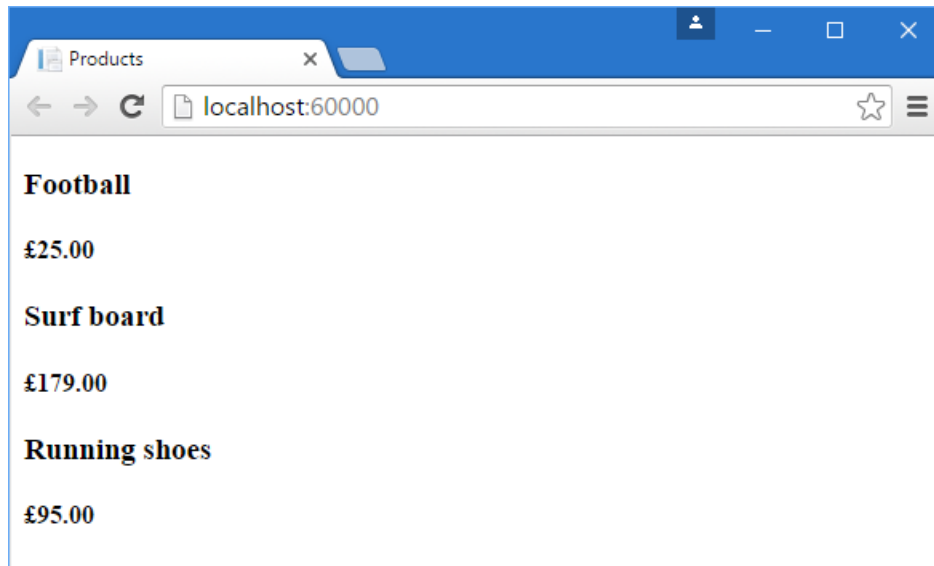 Products
localhost:60000
Football
£25.00
Surf board
£179.00
Running shoes
£95.00